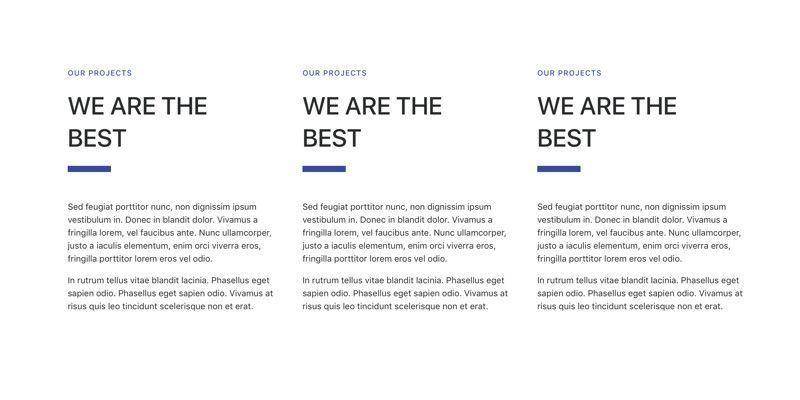 OUR PROJECTS
WE ARE THE
BEST
Sed feugiat porttitor nunc, non dignissim ipsum
vestibulum in. Donec in blandit dolor. Vivamus a
fringilla lorem, vel faucibus ante. Nunc ullamcorper,
justo a iaculis elementum, enim orci viverra eros,
fringilla porttitor lorem eros vel odio.
In rutrum tellus vitae blandit lacinia. Phasellus eget
sapien odio. Phasellus eget sapien odio. Vivamus at
risus quis leo tincidunt scelerisque non et erat.
OUR PROJECTS
WE ARE THE
BEST
Sed feugiat porttitor nunc, non dignissim ipsum
vestibulum in. Donec in blandit dolor. Vivamus a
fringilla lorem, vel faucibus ante. Nunc ullamcorper,
justo a iaculis elementum, enim orci viverra eros,
fringilla porttitor lorem eros vel odio.
In rutrum tellus vitae blandit lacinia. Phasellus eget
sapien odio. Phasellus eget sapien odio. Vivamus at
risus quis leo tincidunt scelerisque non et erat.
OUR PROJECTS
WE ARE THE
BEST
Sed feugiat porttitor nunc, non dignissim ipsum
vestibulum in. Donec in blandit dolor. Vivamus a
fringilla lorem, vel faucibus ante. Nunc ullamcorper,
justo a iaculis elementum, enim orci viverra eros,
fringilla porttitor lorem eros vel odio.
In rutrum tellus vitae blandit lacinia. Phasellus eget
sapien odio. Phasellus eget sapien odio. Vivamus at
risus quis leo tincidunt scelerisque non et erat.